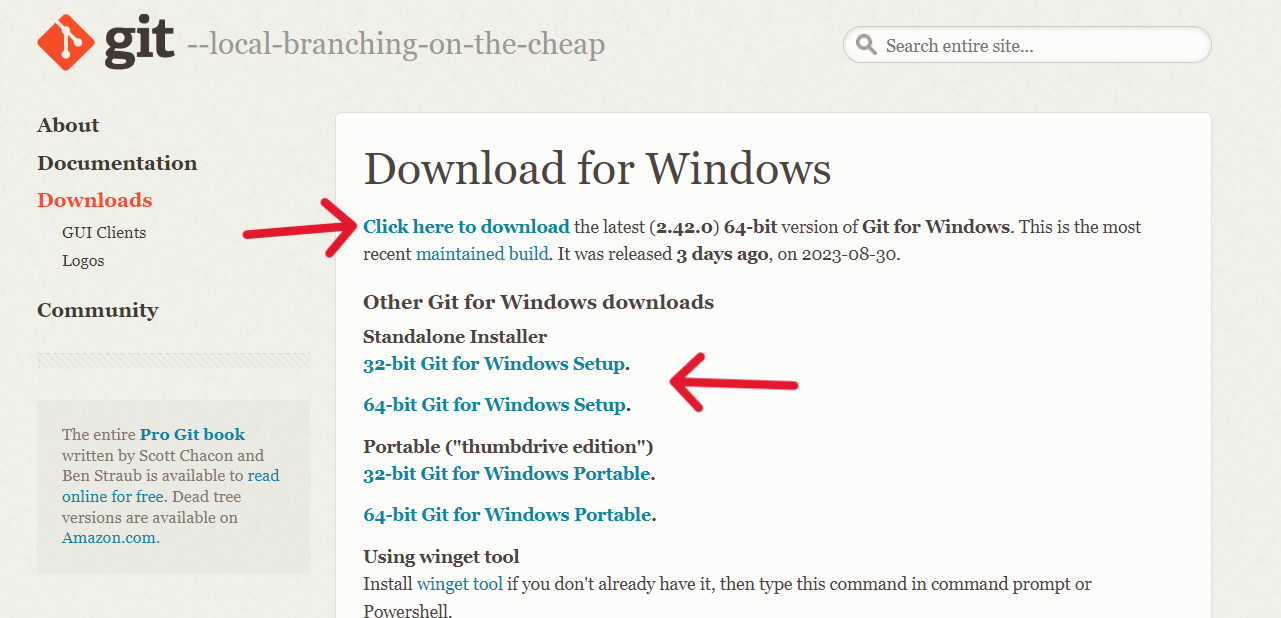 git --local-branching-on-the-cheap
Search entire site...
About
Documentation
Downloads
GUI Clients
Logos
Community
The entire Pro Git book
written by Scott Chacon and
Ben Straub is available to read
online for free. Dead tree
versions are available on
Amazon.com.
Download for Windows
Click here to download the latest (2.42.0) 64-bit version of Git for Windows. This is the most
recent maintained build. It was released 3 days ago, on 2023-08-30.
Other Git for Windows downloads
Standalone Installer
32-bit Git for Windows Setup.
64-bit Git for Windows Setup.
Portable ("thumbdrive edition")
32-bit Git for Windows Portable.
64-bit Git for Windows Portable.
Using winget tool
Install winget tool if you don't already have it, then type this command in command prompt or
Powershell.